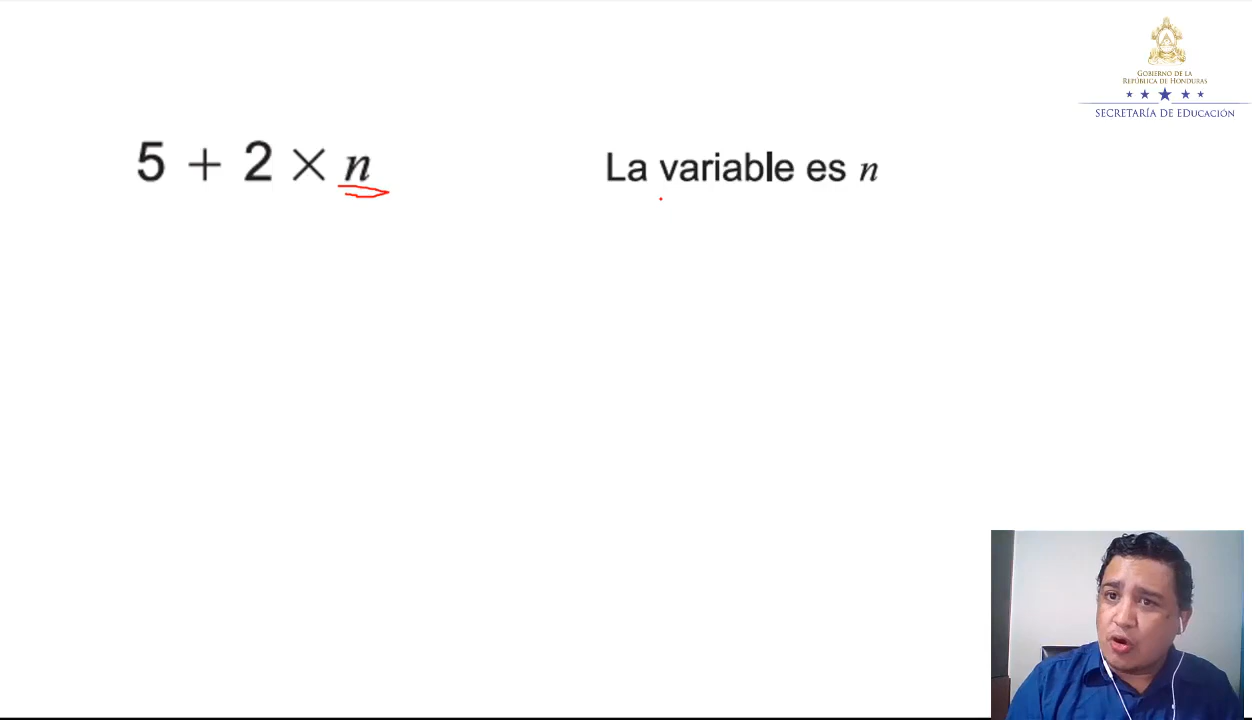 GOBIERNO DE LA
REPÚBLICA DE HONDURAS
SECRETARÍA DE EDUCACIÓN
5 + 2 × n
La variable es n